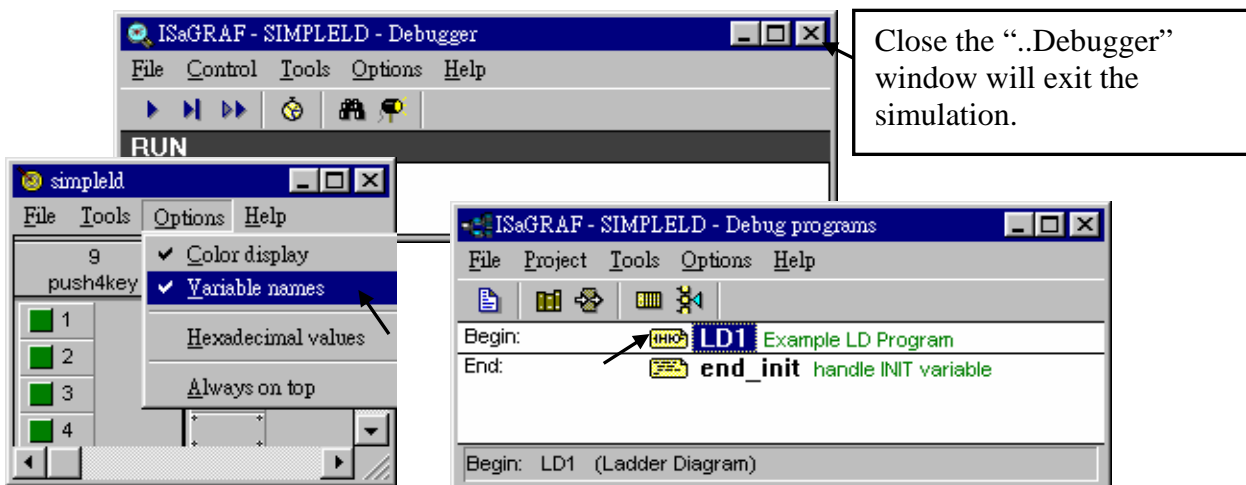 ISaGRAF - SIMPLELD - Debugger
File Control Tools Options Help
RUN
Close the “..Debugger”
window will exit the
simulation.
simpleld
File Tools Options Help
9
push4key
1
2
3
4
Color display
Variable names
Hexadecimal values
Always on top
ISaGRAF - SIMPLELD - Debug programs
File Project Tools Options Help
Begin: LD1 Example LD Program
End: end_init handle INIT variable
Begin: LD1 (Ladder Diagram)